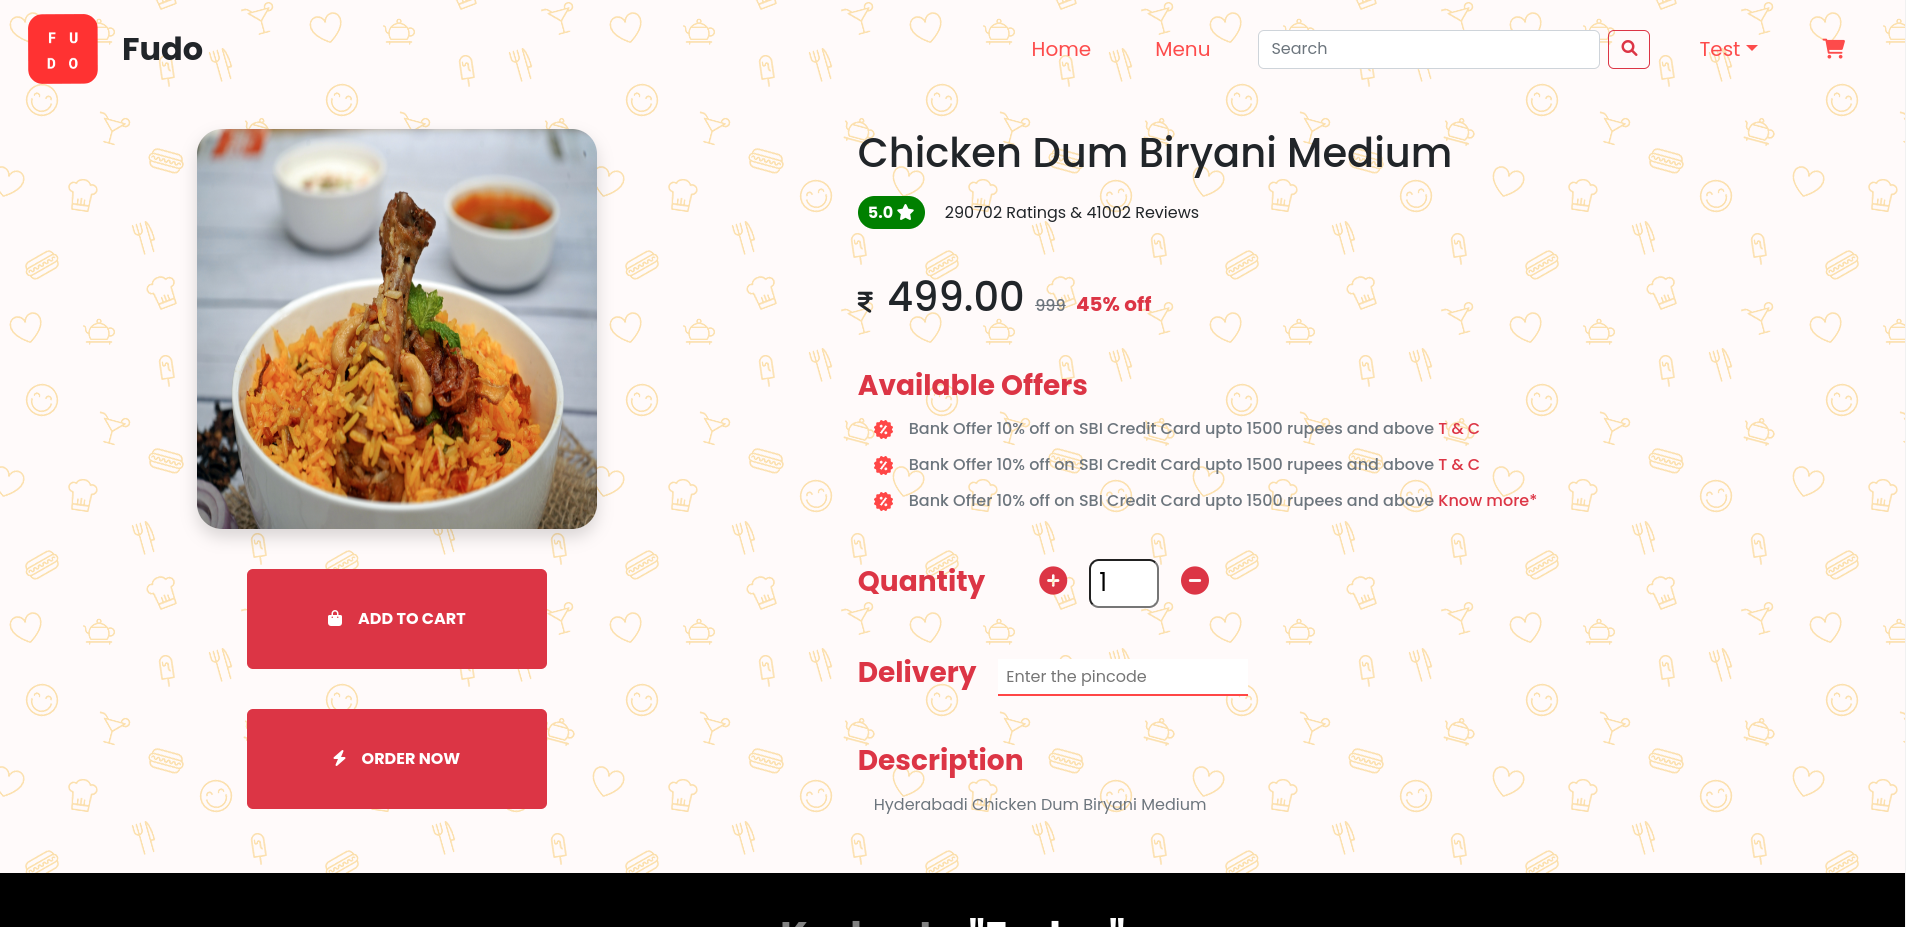 F U
D O
Fudo
Home
Menu
Search
Test
Chicken Dum Biryani Medium
5.0
290702 Ratings & 41002 Reviews
₹ 499.00 999 45% off
Available Offers
Bank Offer 10% off on SBI Credit Card upto 1500 rupees and above T & C
Bank Offer 10% off on SBI Credit Card upto 1500 rupees and above T & C
Bank Offer 10% off on SBI Credit Card upto 1500 rupees and above Know more*
Quantity
1
ADD TO CART
Delivery
Enter the pincode
ORDER NOW
Description
Hyderabadi Chicken Dum Biryani Medium